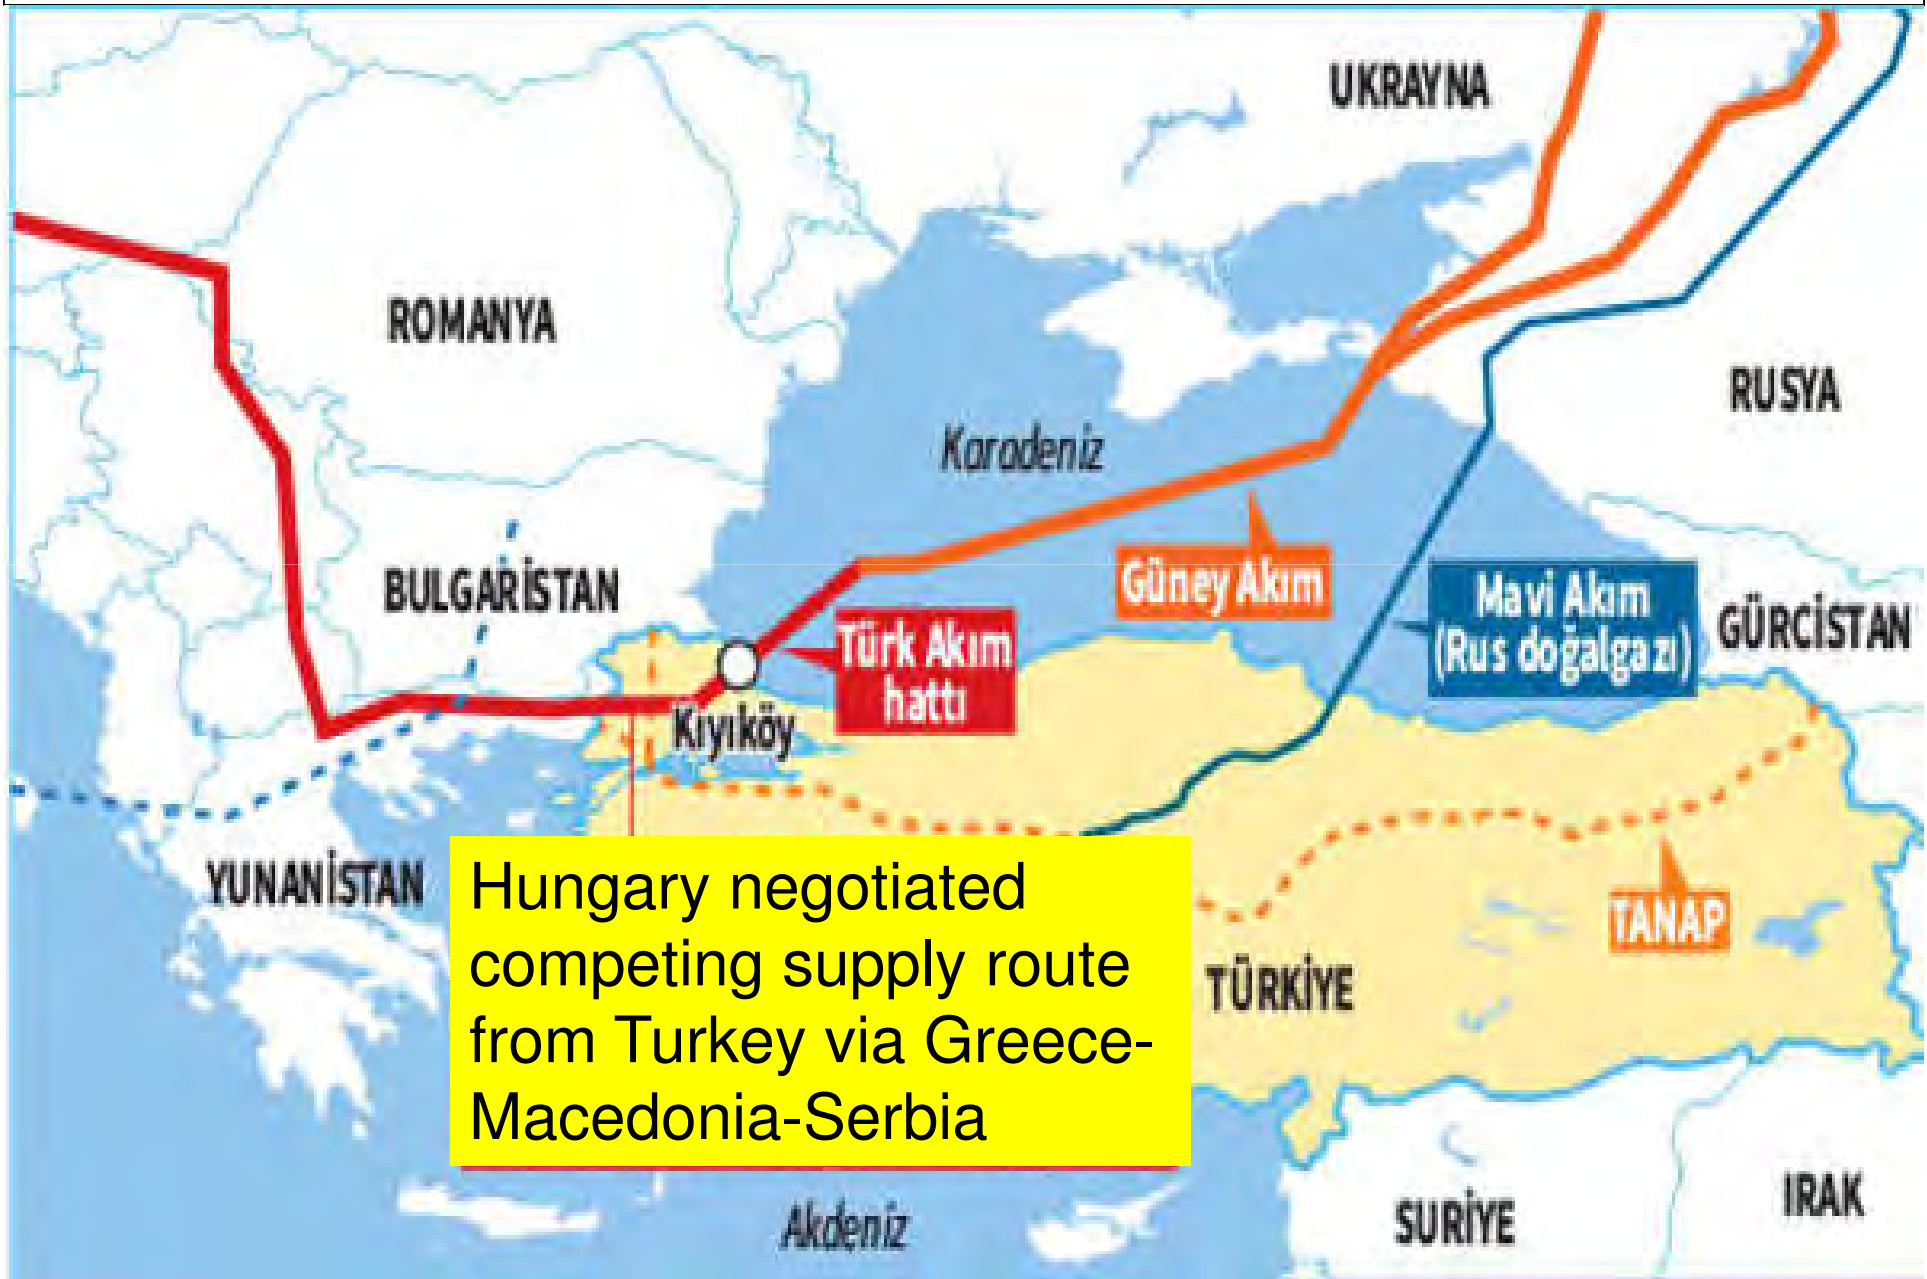 UKRAYNA
ROMANYA
RUSYA
Karadeniz
BULGARİSTAN
Güney Akım
Mavi Akım
(Rus doğalgazı)
GÜRCİSTAN
Türk Akım
hattı
Kıyıköy
YUNANİSTAN
Hungary negotiated
competing supply route
from Turkey via Greece-
Macedonia-Serbia
TANAP
TÜRKİYE
Akdeniz
SURİYE
IRAK